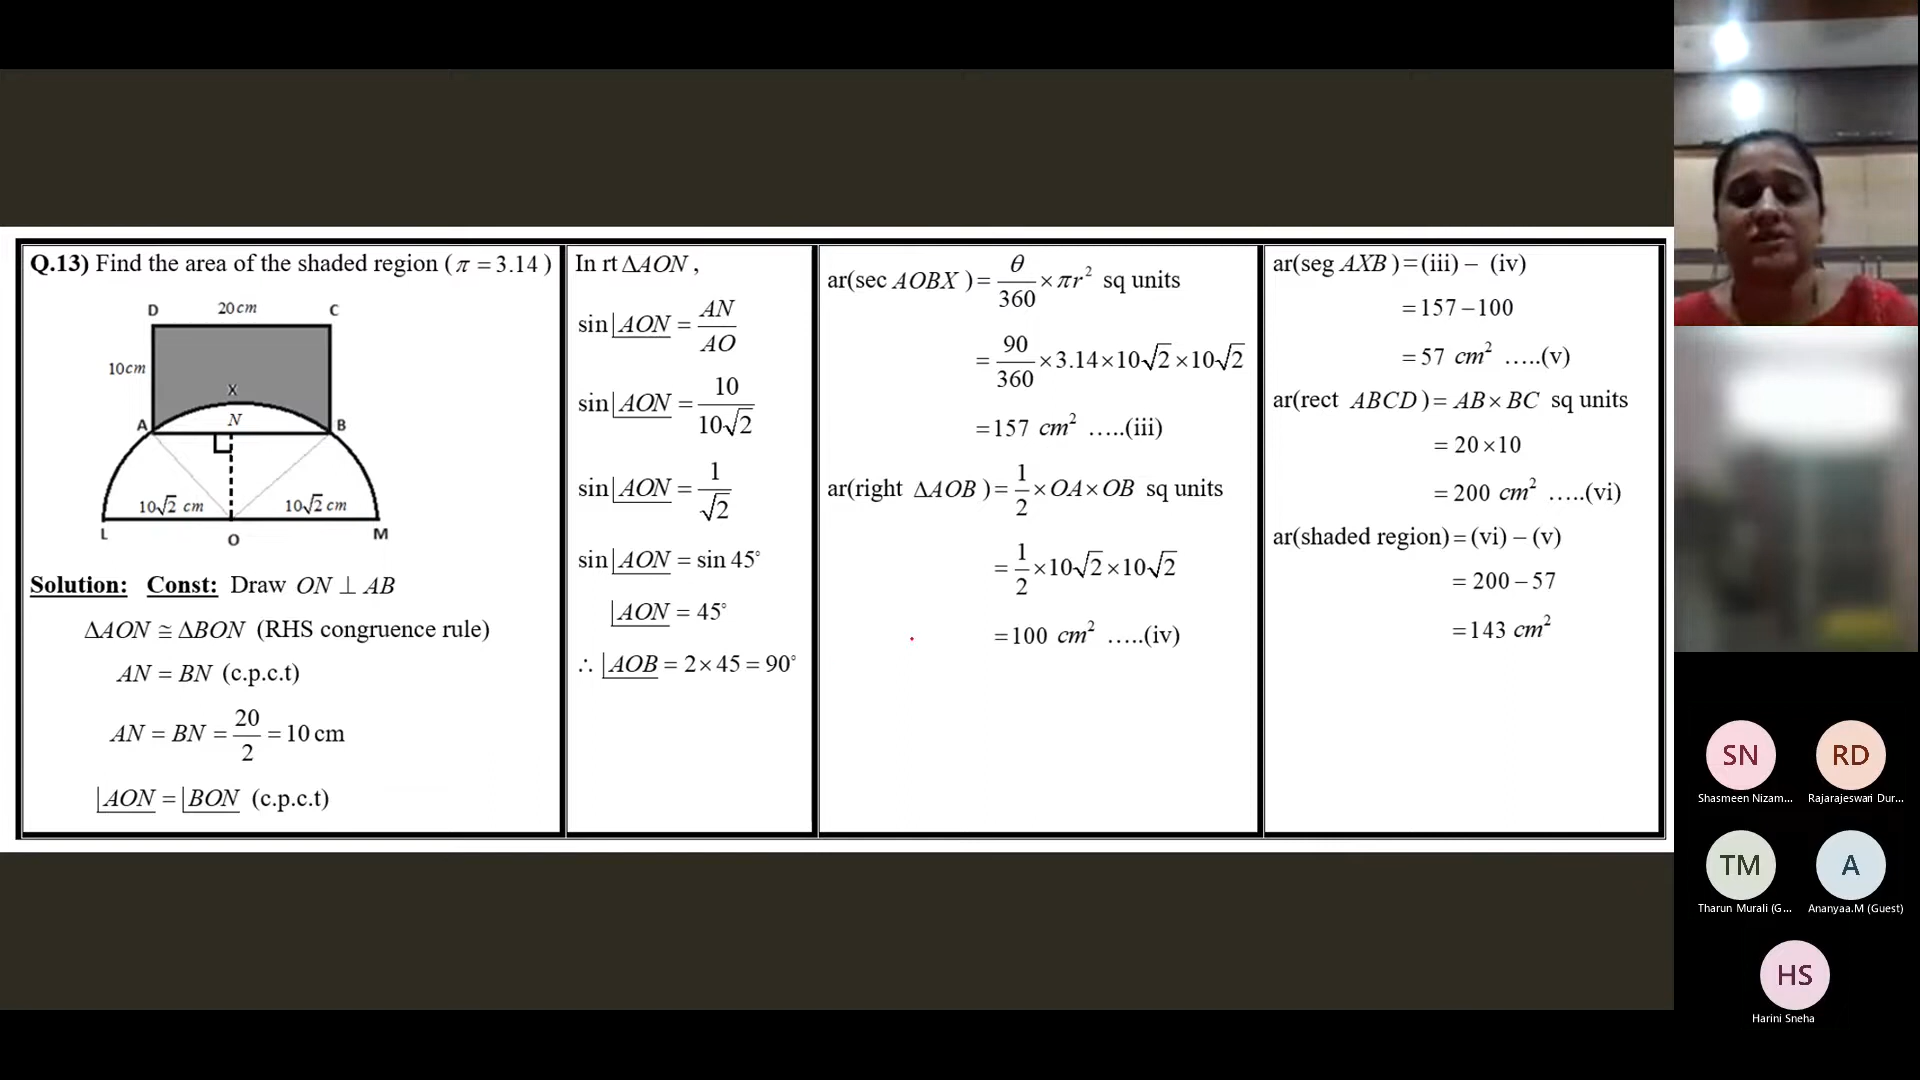 Q.13) Find the area of the shaded region ( π = 3.14 )
D 20cm C
10cm
X
A N B
10√2 cm 10√2 cm
L O M
Solution: Const: Draw ON ⊥ AB
ΔAON ≅ ΔBON (RHS congruence rule)
AN = BN (c.p.c.t)
AN = BN = 20/2 = 10 cm
∠AON = ∠BON (c.p.c.t)
In rt ΔAON ,
sin∠AON = AN/AO
sin∠AON = 10/10√2
sin∠AON = 1/√2
sin∠AON = sin 45°
∠AON = 45°
∴ ∠AOB = 2×45 = 90°
ar(sec AOBX ) = θ/360 × πr² sq units
= 90/360 ×3.14×10√2×10√2
=157 cm² .....(iii)
ar(right ΔAOB ) = 1/2 ×OA×OB sq units
= 1/2 ×10√2×10√2
=100 cm² .....(iv)
ar(seg AXB )=(iii) − (iv)
=157−100
=57 cm² .....(v)
ar(rect ABCD )= AB×BC sq units
= 20×10
= 200 cm² .....(vi)
ar(shaded region)= (vi) − (v)
= 200−57
=143 cm²
SN RD
Shasmeen Nizam... Rajarajeswari Dur...
TM A
Tharun Murali (G... Ananyaa.M (Guest)
HS
Harini Sneha